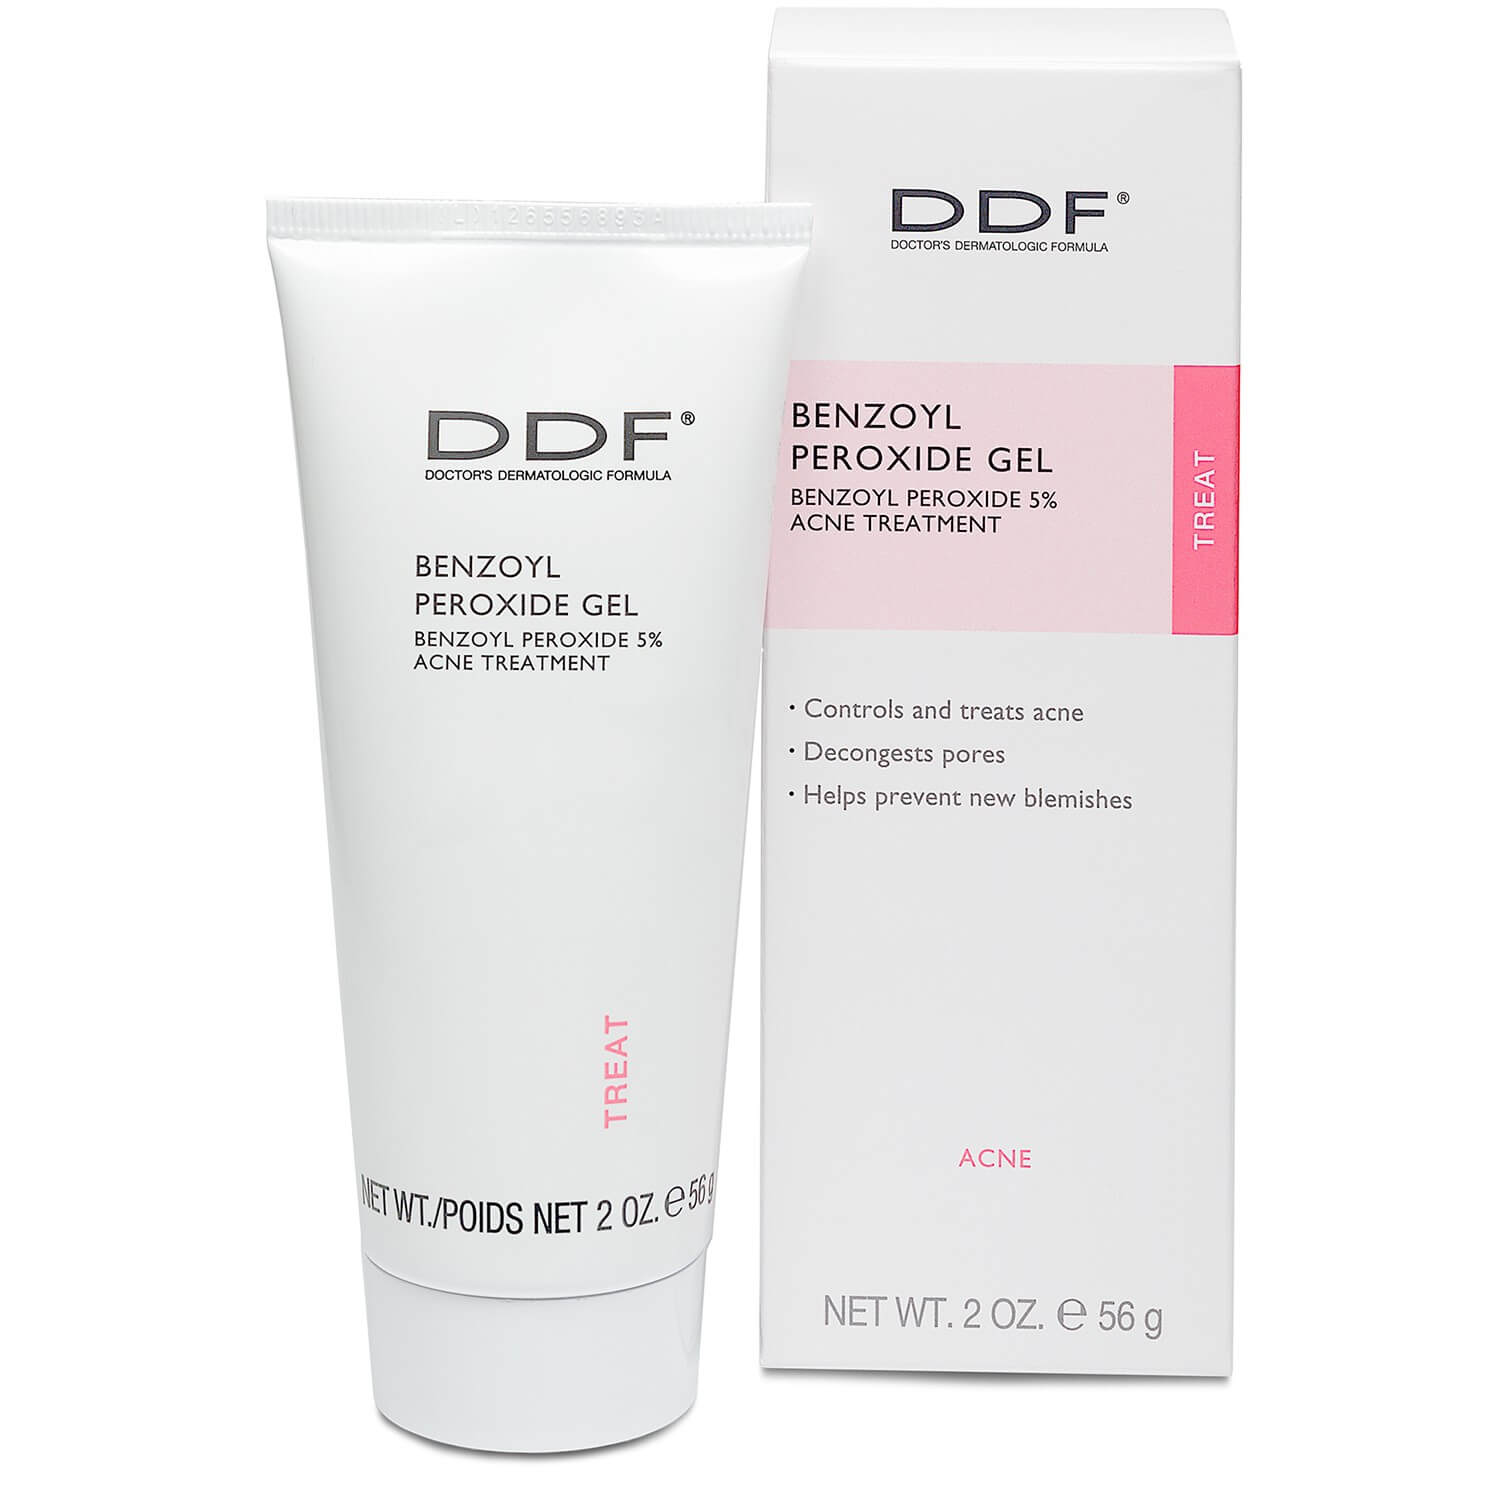 DDF®
DOCTOR'S DERMATOLOGIC FORMULA
BENZOYL
PEROXIDE GEL
BENZOYL PEROXIDE 5%
ACNE TREATMENT
TREAT
NET WT./POIDS NET 2 OZ. ℮ 56 g
DDF®
DOCTOR'S DERMATOLOGIC FORMULA
BENZOYL
PEROXIDE GEL
BENZOYL PEROXIDE 5%
ACNE TREATMENT
TREAT
• Controls and treats acne
• Decongests pores
• Helps prevent new blemishes
ACNE
NET WT. 2 OZ. ℮ 56 g